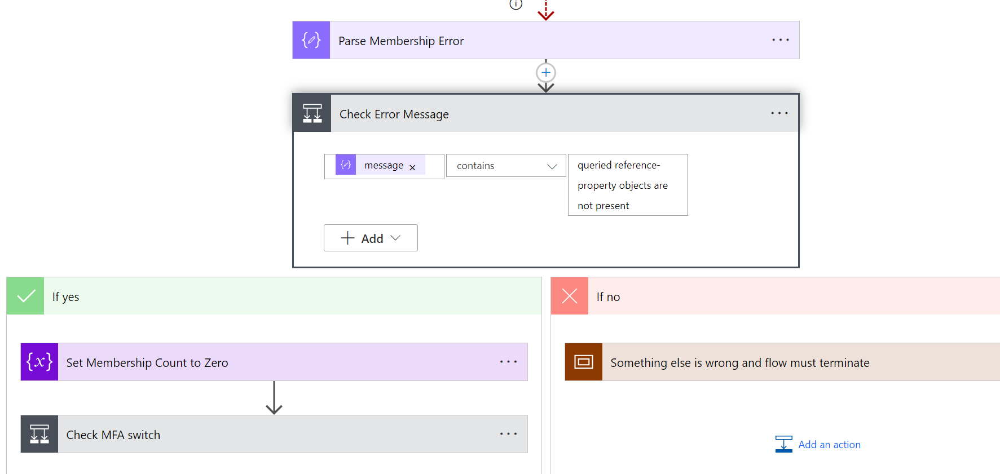 Parse Membership Error
Check Error Message
message
contains
queried reference-
property objects are
not present
Add
If yes
If no
{x} Set Membership Count to Zero
Something else is wrong and flow must terminate
Check MFA switch
Add an action